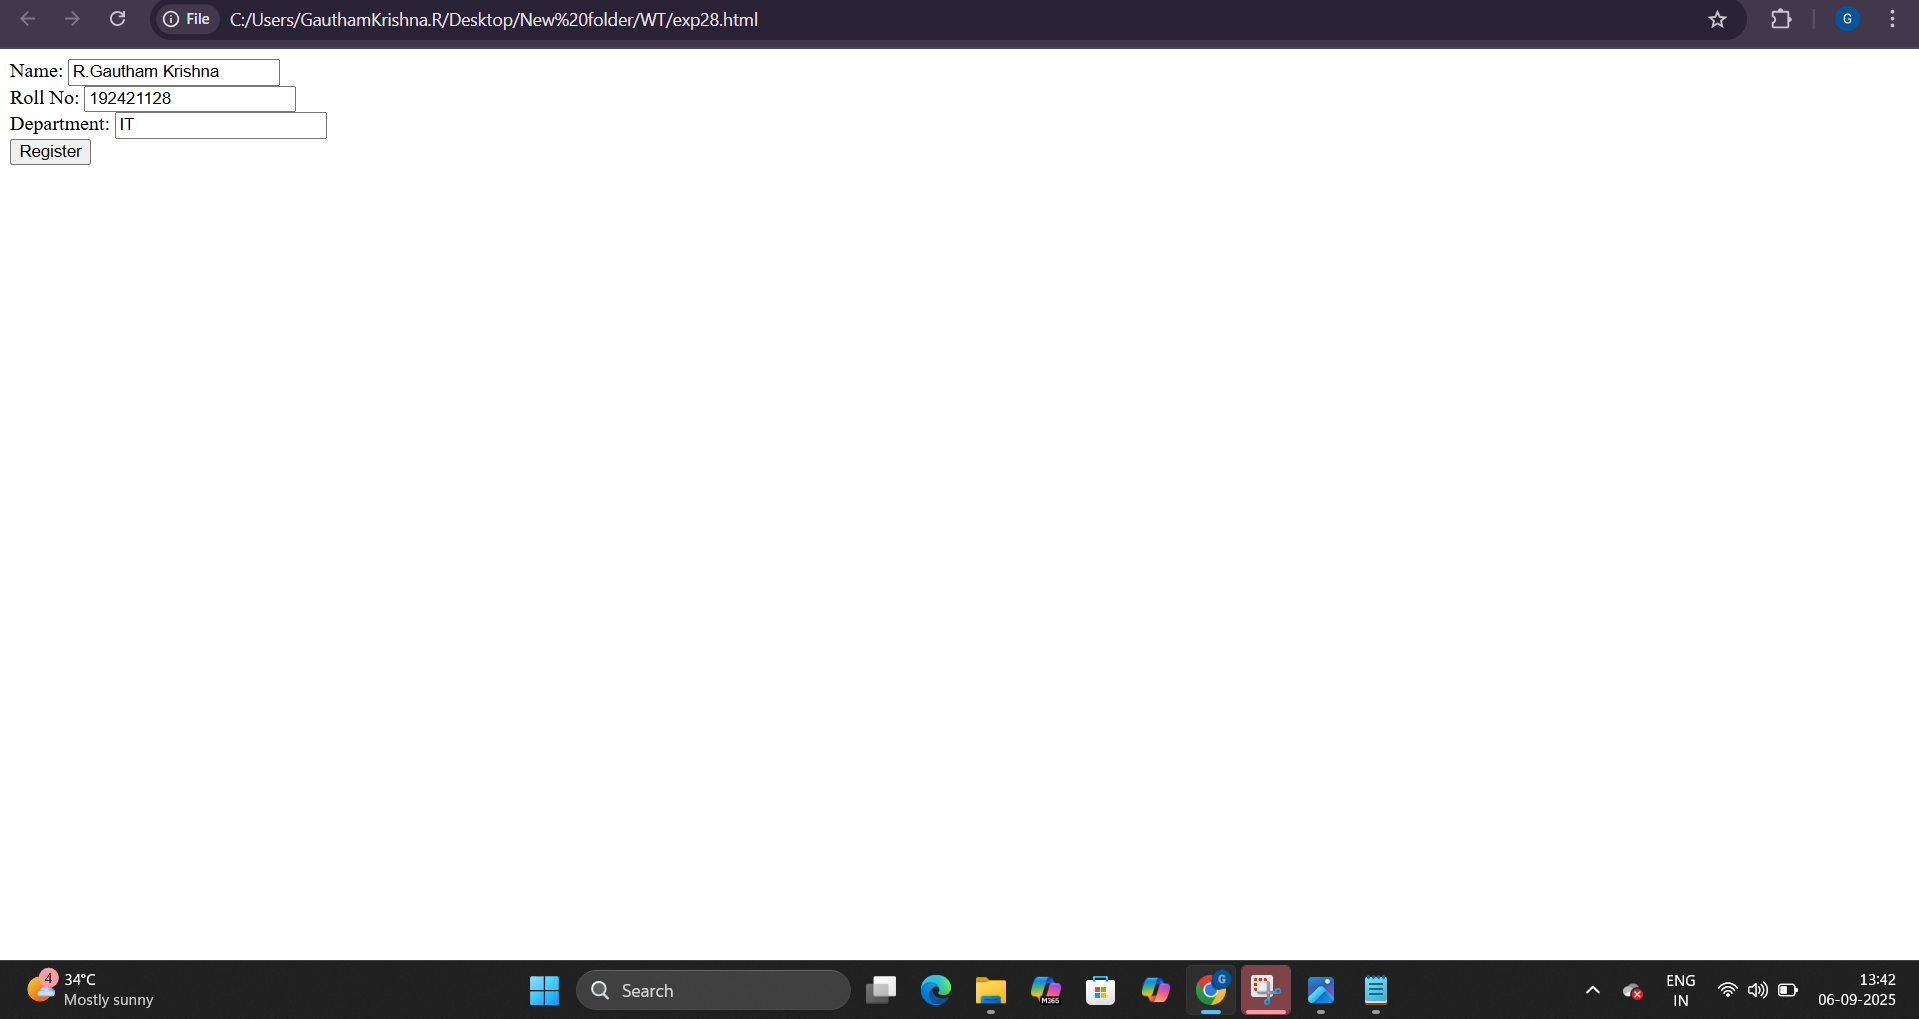 File C:/Users/GauthamKrishna.R/Desktop/New%20folder/WT/exp28.html G
Name: R.Gautham Krishna
Roll No: 192421128
Department: IT
Register
4 34°C
Mostly sunny
Search
M365
G
ENG
IN
13:42
06-09-2025